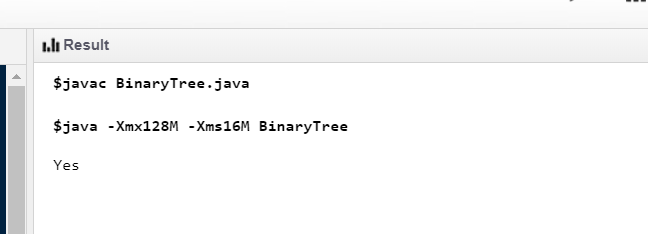 Result
$javac BinaryTree.java
$java -Xmx128M -Xms16M BinaryTree
Yes